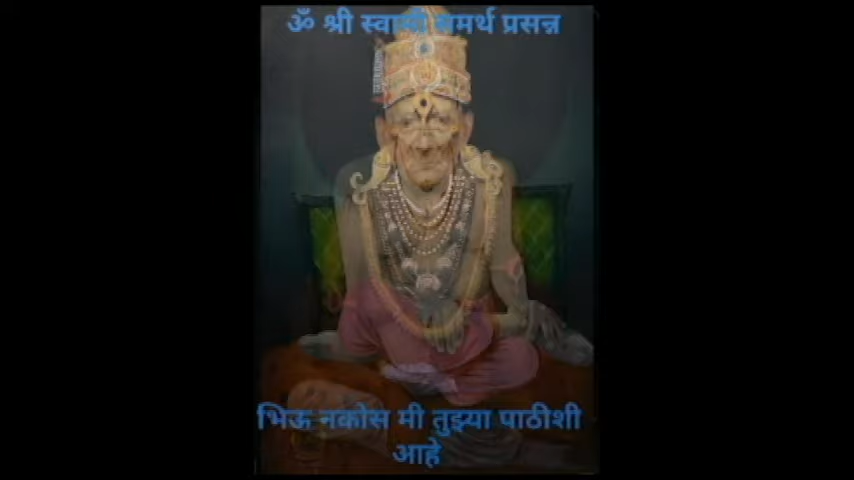 ॐ श्री स्वामी समर्थ प्रसन्न
भिऊ नकोस मी तुझ्या पाठीशी
आहे